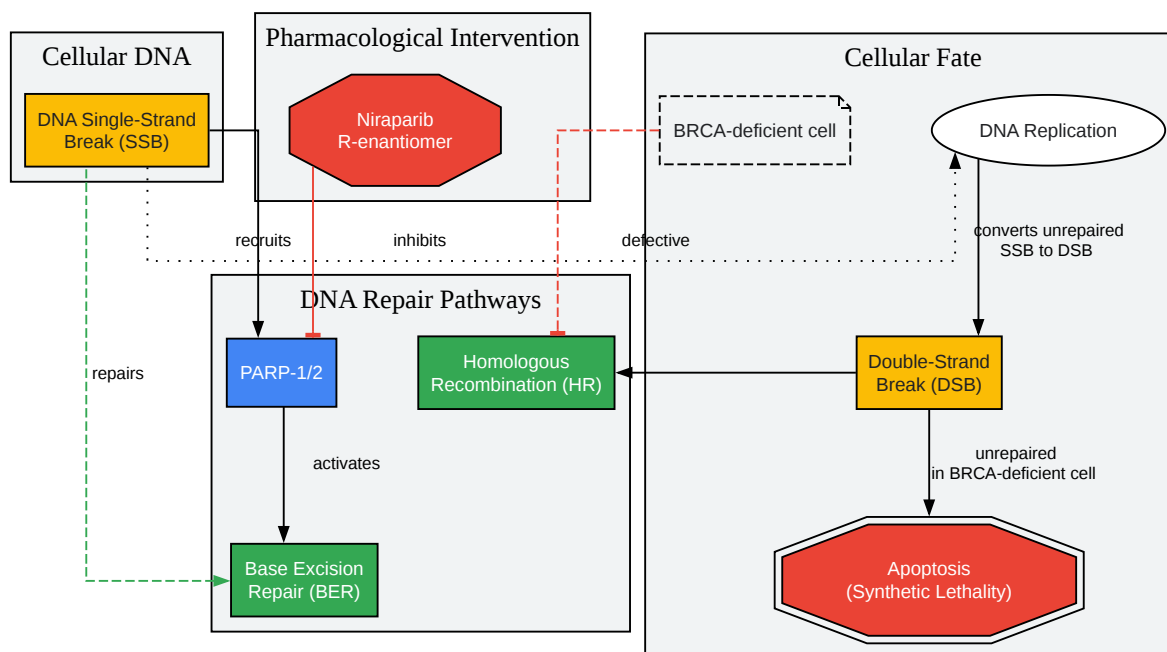 Pharmacological Intervention
Cellular DNA
Cellular Fate
DNA Single-Strand
Break (SSB)
Niraparib
R-enantiomer
BRCA-deficient cell
DNA Replication
recruits
inhibits
defective
converts unrepaired
SSB to DSB
DNA Repair Pathways
PARP-1/2
Homologous
Recombination (HR)
Double-Strand
Break (DSB)
repairs
activates
unrepaired
in BRCA-deficient cell
Base Excision
Repair (BER)
Apoptosis
(Synthetic Lethality)